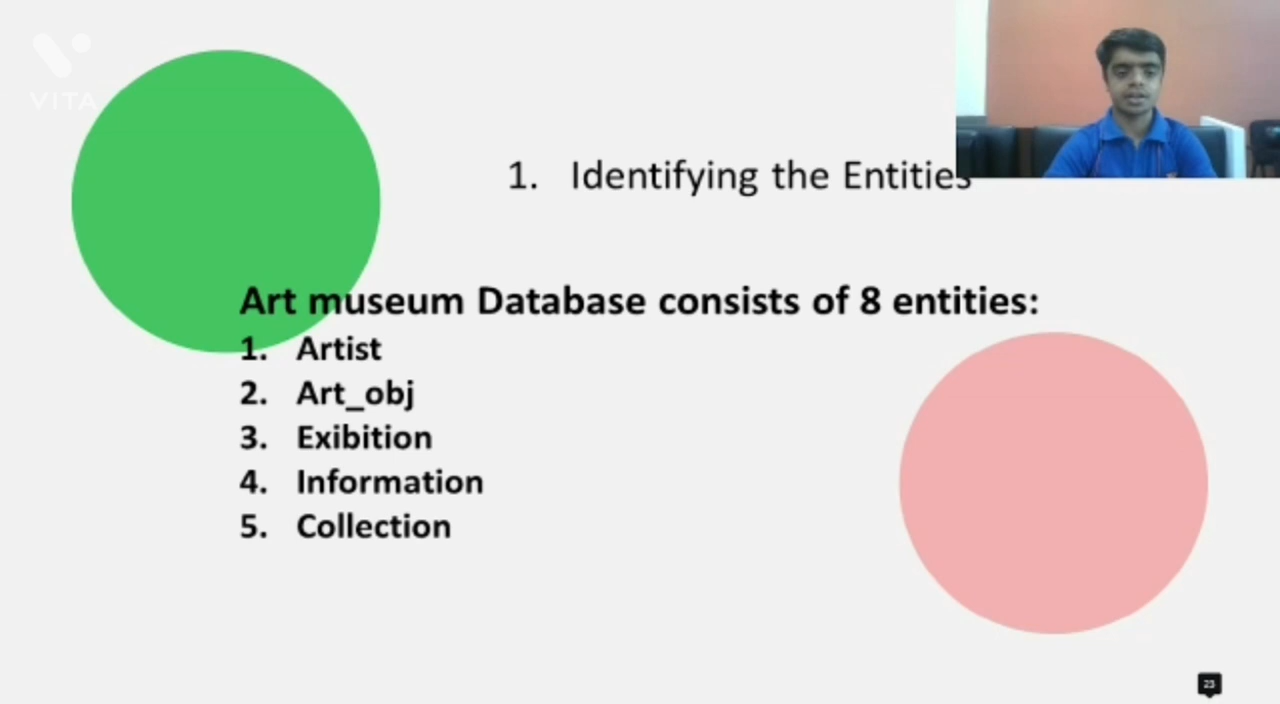 VITA
1. Identifying the Entities
Art museum Database consists of 8 entities:
1. Artist
2. Art_obj
3. Exibition
4. Information
5. Collection
23